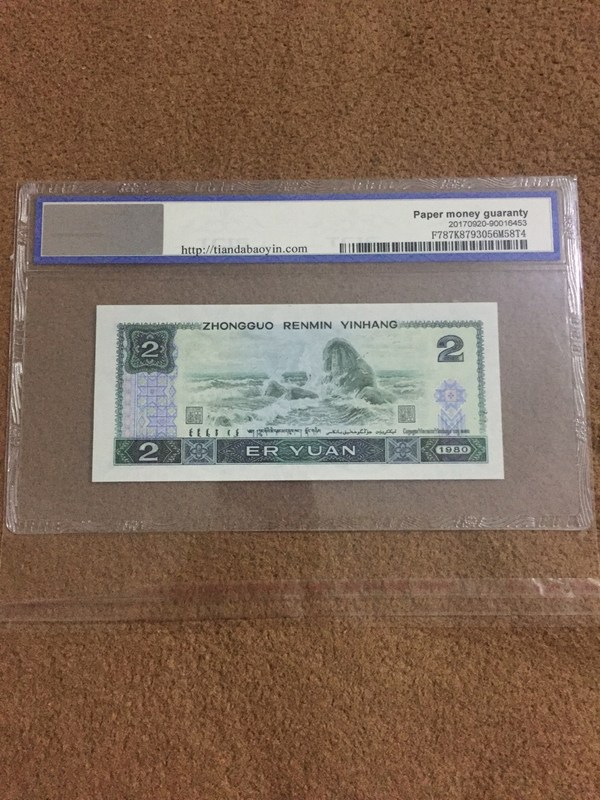 Paper money guaranty
20170920-90016453
http://tiandabaoyin.com
F787K8793056M58T4
ZHONGGUO RENMIN YINHANG
2
2
2
ER YUAN
1980